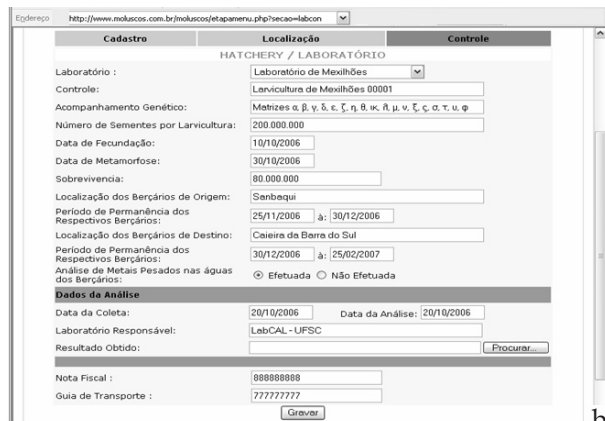 Endereço http://www.moluscos.com.br/moluscos/etapamenu.php?secao=labcon
Cadastro Localização Controle
HATCHERY / LABORATÓRIO
Laboratório : Laboratório de Mexilhões
Controle: Larvicultura de Mexilhões 00001
Acompanhamento Genético: Matrizes α, β, γ, δ, ε, ζ, η, θ, ικ, λ, μ, ν, ξ, ς, σ, τ, υ, φ
Número de Sementes por Larvicultura: 200.000.000
Data de Fecundação: 10/10/2006
Data de Metamorfose: 30/10/2006
Sobrevivencia: 80.000.000
Localização dos Berçários de Origem: Sanbaqui
Período de Permanência dos
Respectivos Berçários: 25/11/2006 à: 30/12/2006
Localização dos Berçários de Destino: Caieira da Barra do Sul
Período de Permanência dos
Respectivos Berçários: 30/12/2006 à: 25/02/2007
Análise de Metais Pesados nas águas
dos Berçários: Efetuada Não Efetuada
Dados da Análise
Data da Coleta: 20/10/2006 Data da Análise: 20/10/2006
Laboratório Responsável: LabCAL - UFSC
Resultado Obtido: Procurar...
Nota Fiscal : 888888888
Guia de Transporte : 777777777
Gravar
b